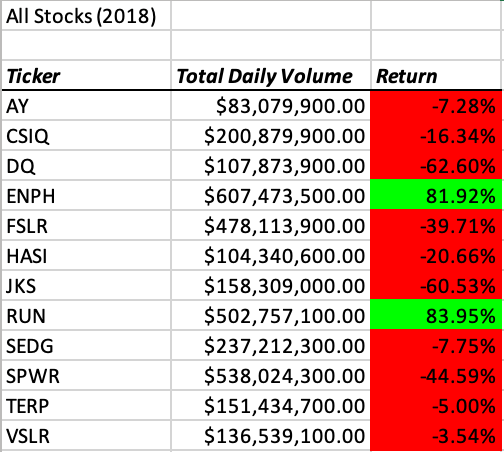 All Stocks (2018)
Ticker Total Daily Volume Return
AY $83,079,900.00 -7.28%
CSIQ $200,879,900.00 -16.34%
DQ $107,873,900.00 -62.60%
ENPH $607,473,500.00 81.92%
FSLR $478,113,900.00 -39.71%
HASI $104,340,600.00 -20.66%
JKS $158,309,000.00 -60.53%
RUN $502,757,100.00 83.95%
SEDG $237,212,300.00 -7.75%
SPWR $538,024,300.00 -44.59%
TERP $151,434,700.00 -5.00%
VSLR $136,539,100.00 -3.54%